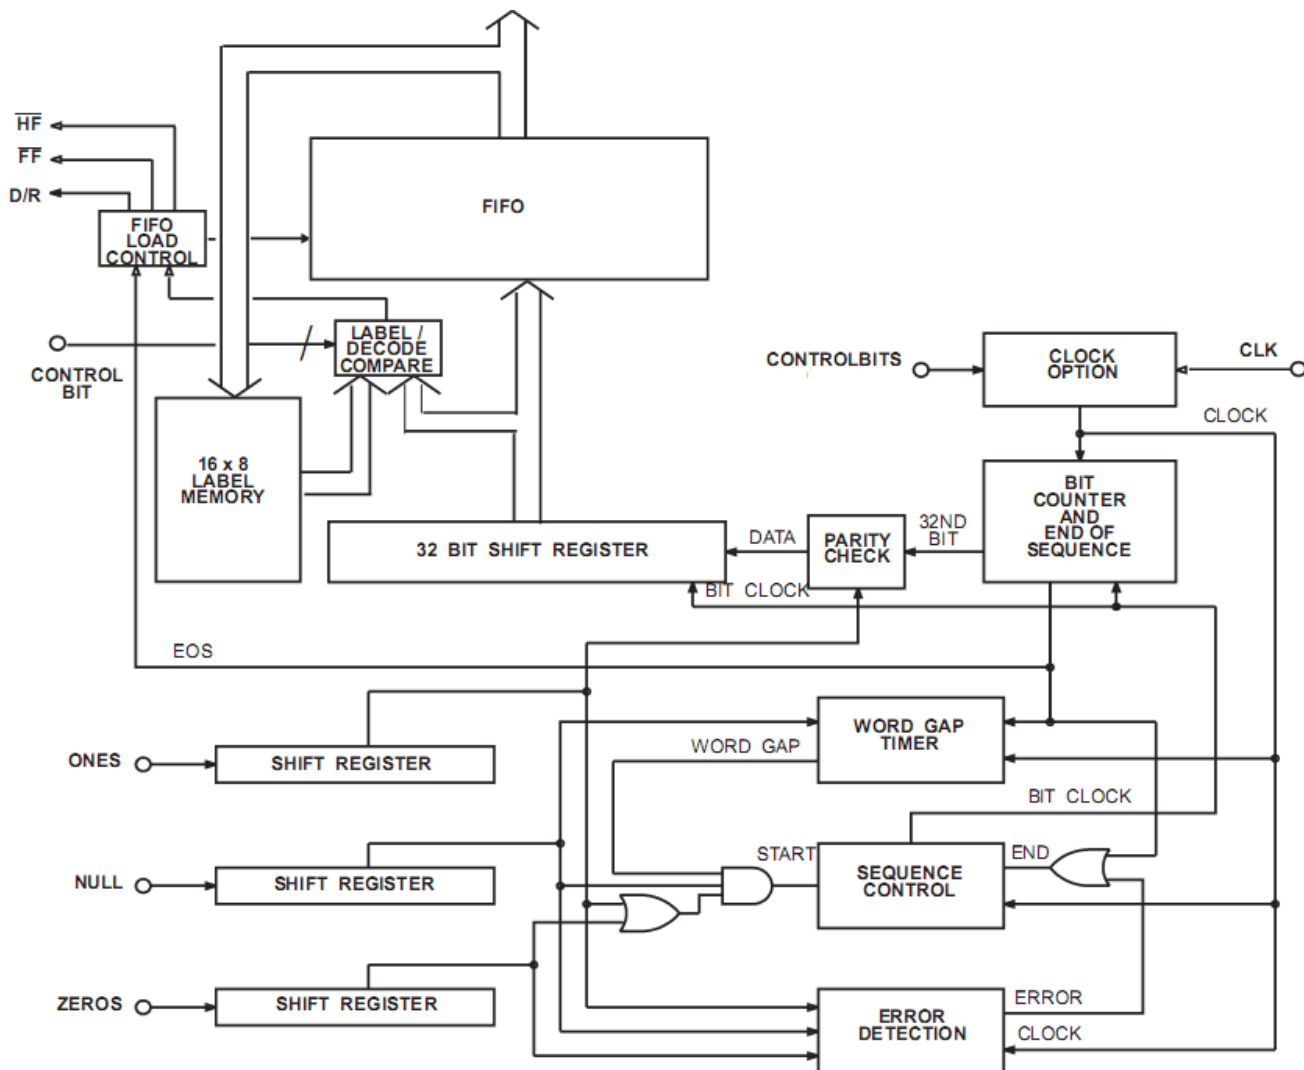 HF
FF
D/R
FIFO
LOAD
CONTROL
FIFO
CONTROL
BIT
LABEL /
DECODE
COMPARE
CONTROLBITS
CLOCK
OPTION
CLK
CLOCK
16 x 8
LABEL
MEMORY
BIT
COUNTER
AND
END OF
SEQUENCE
32 BIT SHIFT REGISTER
DATA
PARITY
CHECK
32ND
BIT
BIT CLOCK
EOS
WORD GAP
WORD GAP
TIMER
ONES
SHIFT REGISTER
BIT CLOCK
NULL
SHIFT REGISTER
START
SEQUENCE
CONTROL
END
ZEROS
SHIFT REGISTER
ERROR
DETECTION
ERROR
CLOCK